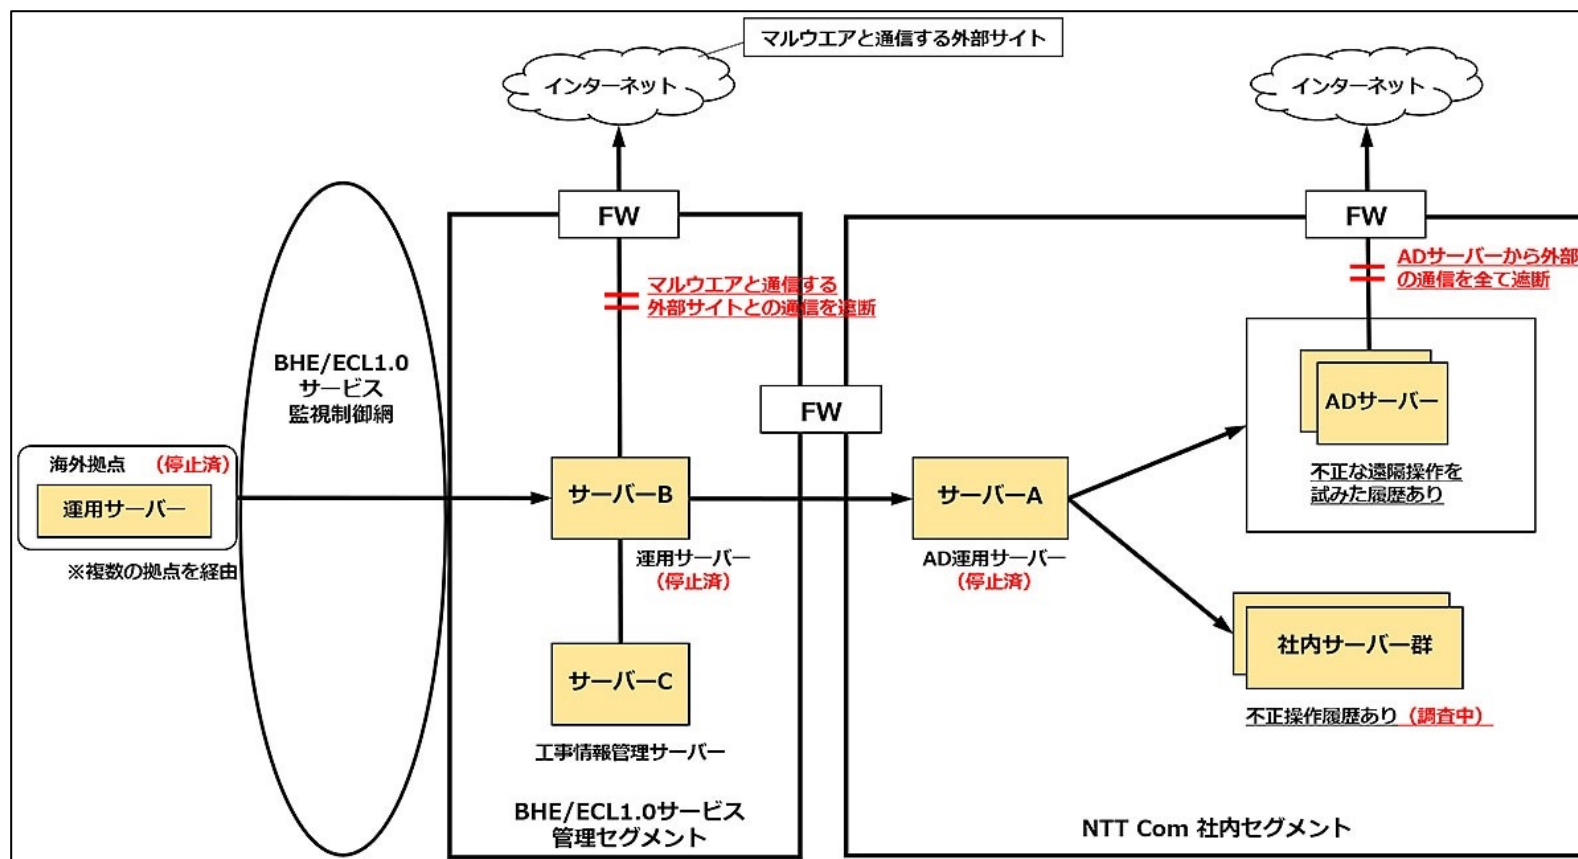 マルウエアと通信する外部サイト
インターネット
インターネット
FW
FW
マルウエアと通信する
外部サイトとの通信を遮断
ADサーバーから外部
の通信を全て遮断
BHE/ECL1.0
サービス
監視制御網
FW
ADサーバー
海外拠点 (停止済)
運用サーバー
※複数の拠点を経由
サーバーB
運用サーバー
(停止済)
サーバーA
AD運用サーバー
(停止済)
不正な遠隔操作を
試みた履歴あり
サーバーC
工事情報管理サーバー
社内サーバー群
不正操作履歴あり (調査中)
BHE/ECL1.0サービス
管理セグメント
NTT Com 社内セグメント